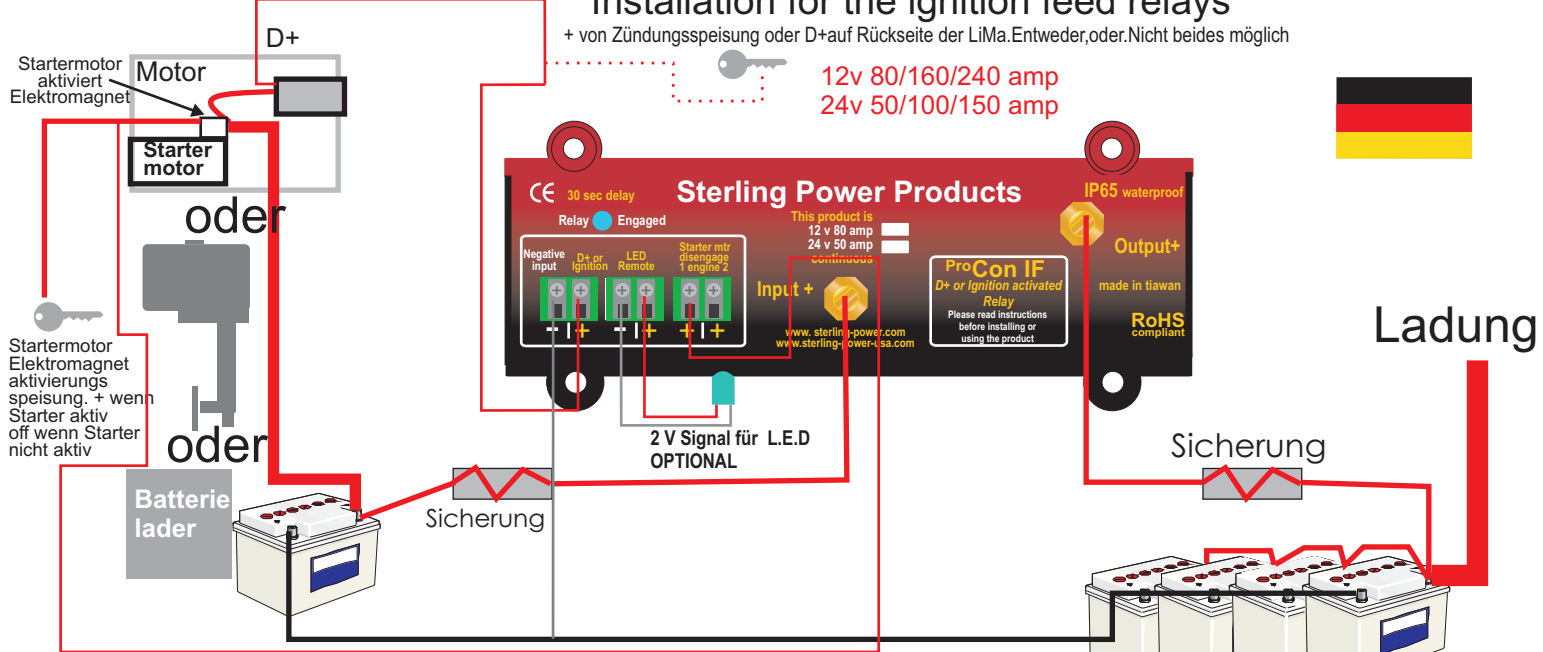 Installation for the ignition feed relays
+ von Zündungsspeisung oder D+auf Rückseite der LiMa.Entweder,oder.Nicht beides möglich
12v 80/160/240 amp
24v 50/100/150 amp
D+
Startermotor
aktiviert
Elektromagnet
Motor
Starter
motor
oder
Startermotor
Elektromagnet
aktivierungs
speisung. + wenn
Starter aktiv
off wenn Starter
nicht aktiv
oder
Batterie
lader
CE 30 sec delay
Sterling Power Products
IP65 waterproof
Relay Engaged
This product is
12 v 80 amp
24 v 50 amp
continuous
Negative
input
D+ or
Ignition
LED
Remote
Starter mtr
disengage
1 engine 2
- | +
- | +
+ | +
Input +
Output+
ProCon IF
D+ or Ignition activated
Relay
Please read instructions
before installing or
using the product
made in tiawan
RoHS
compliant
www. sterling-power.com
www.sterling-power-usa.com
2 V Signal für L.E.D
OPTIONAL
Sicherung
Sicherung
Ladung